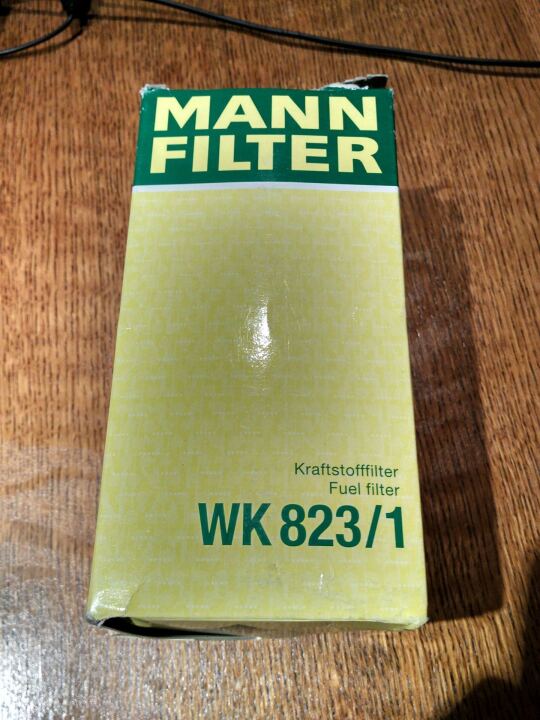 MANN
FILTER
Kraftstofffilter
Fuel filter
WK 823/1